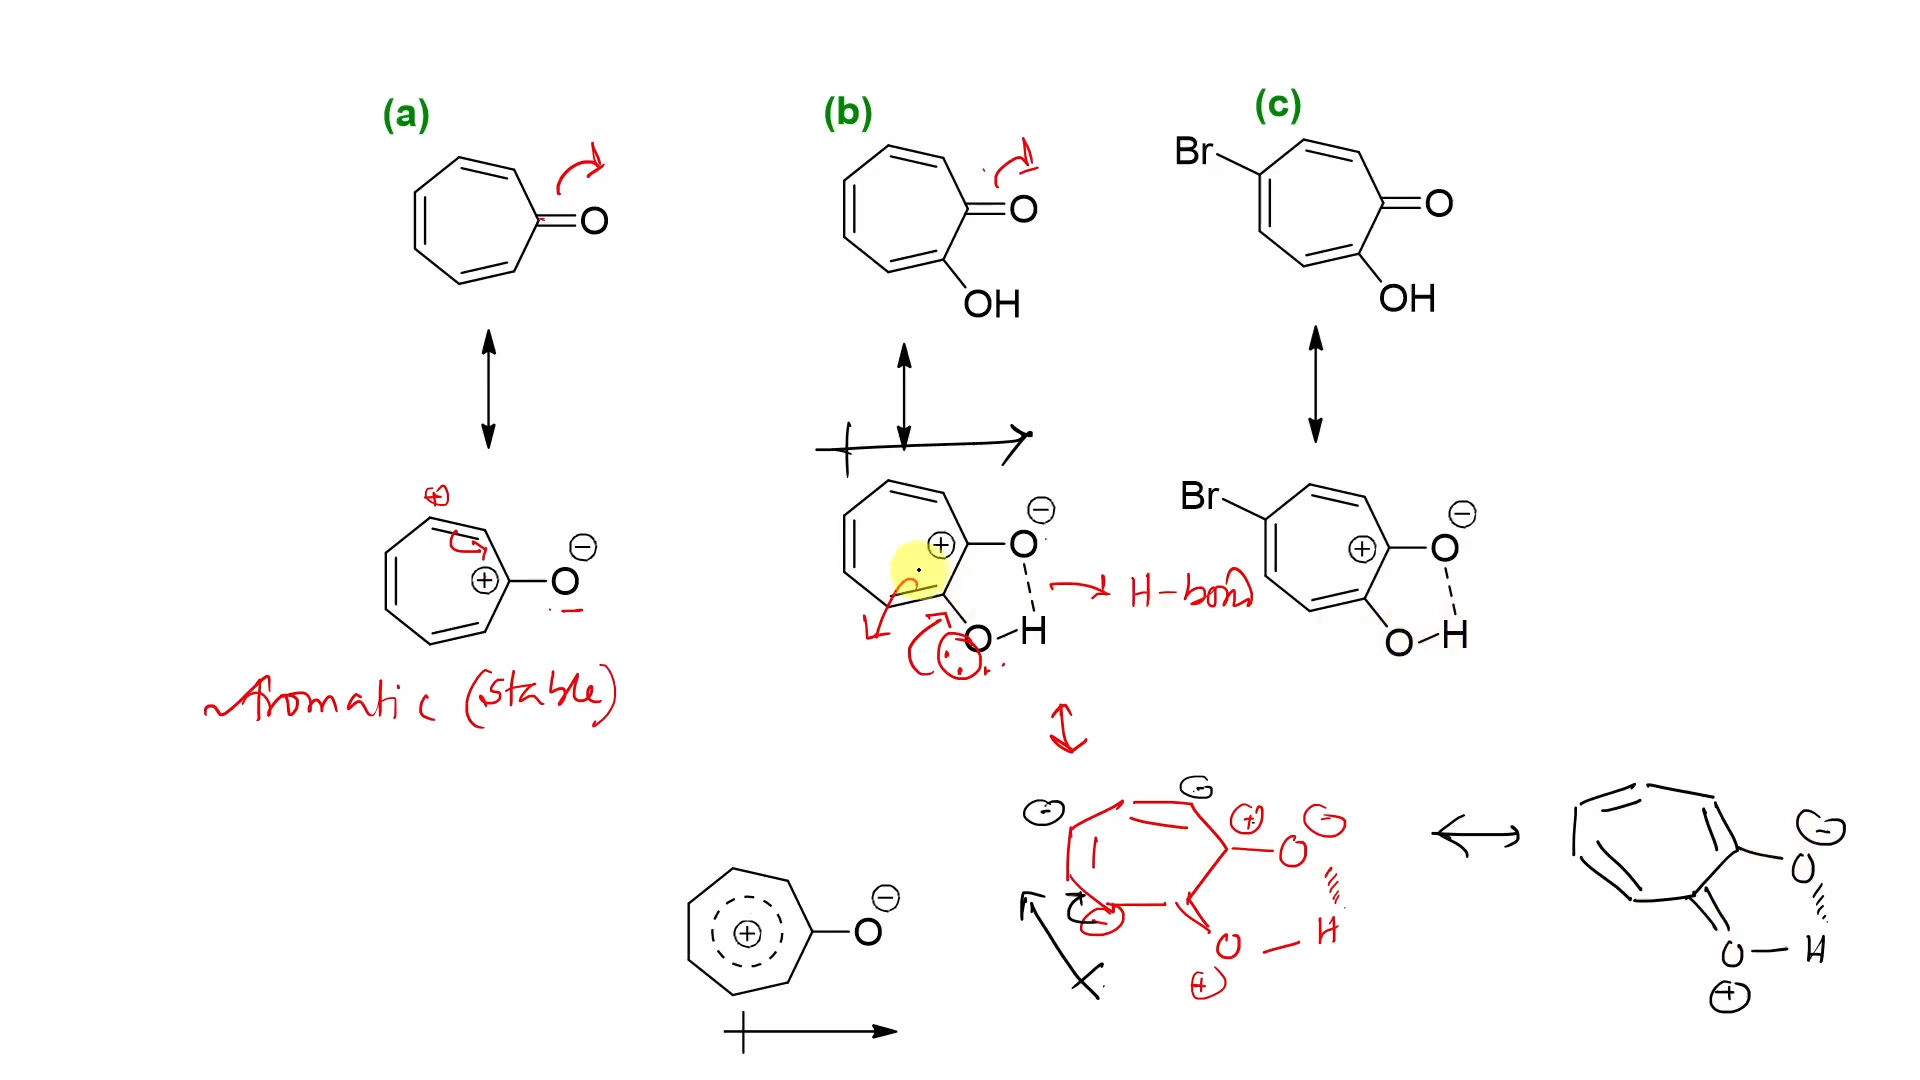 (a)
(b)
(c)
O
O
OH
Br
O
OH
⊕
⊕
O
⊖
Aromatic (stable)
⊕
O
⊖
O
H
H-bond
Br
⊕
O
⊖
O
H
⊕
O
⊖
⊖
⊖
⊕
⊖
O
⊖
O
H
⊕
O
⊖
O
H
⊕